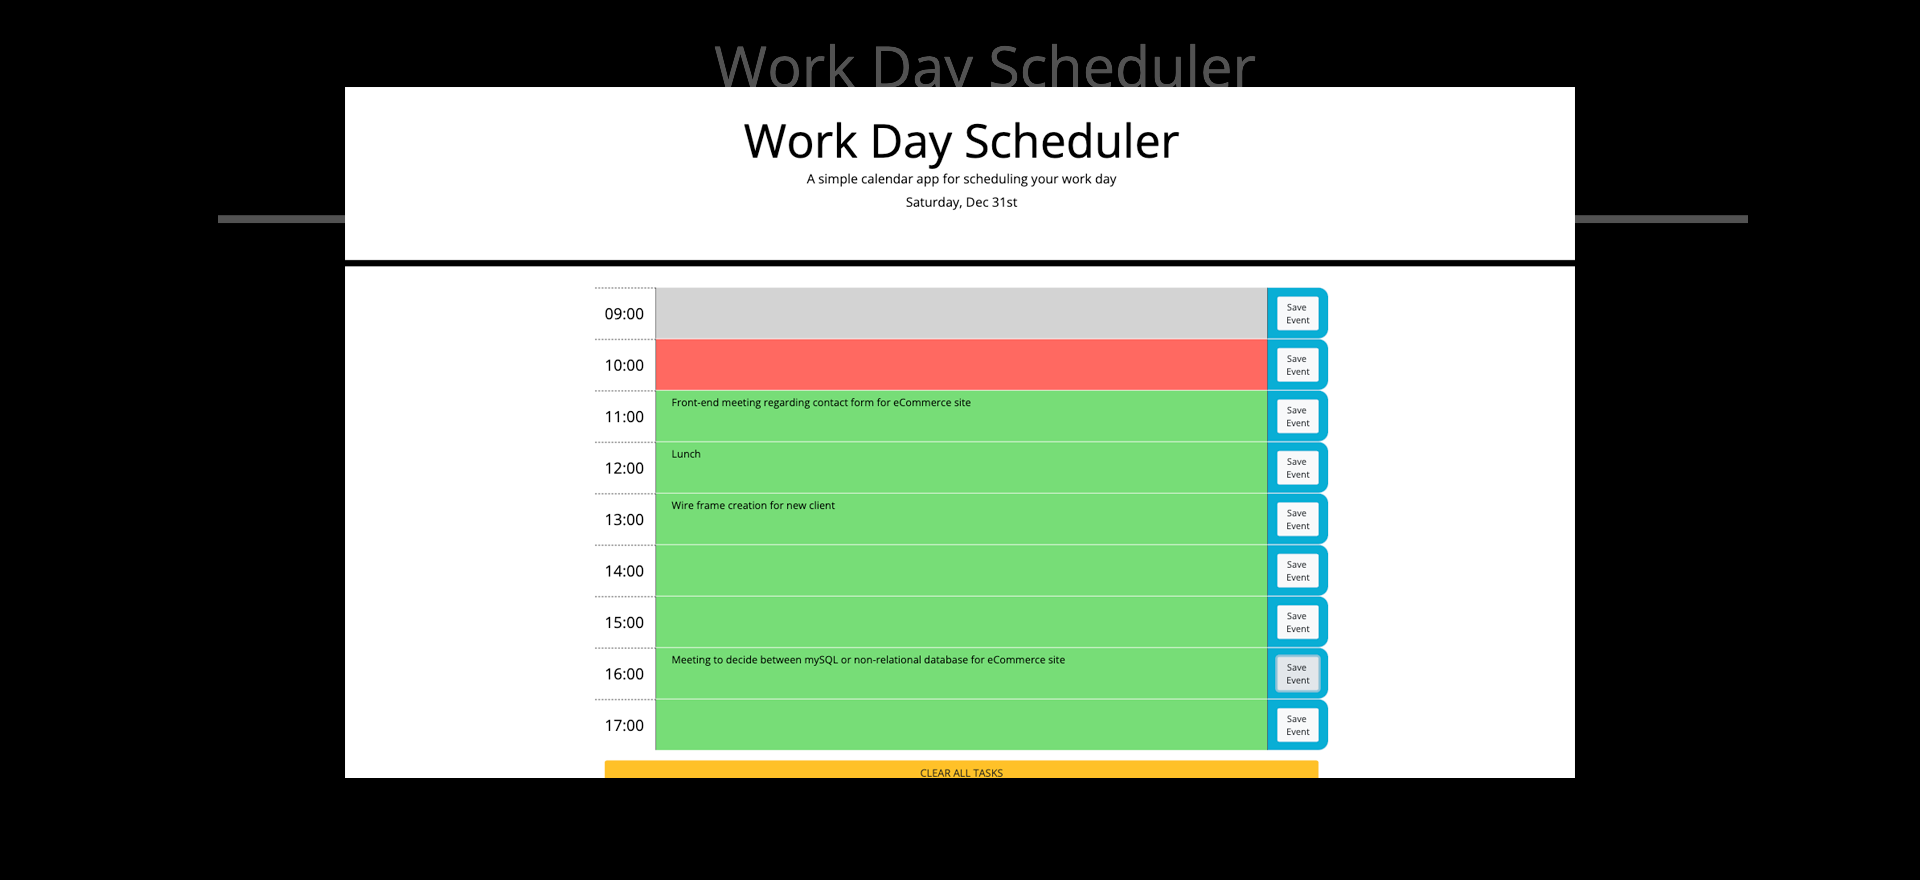 Work Day Scheduler
Work Day Scheduler
A simple calendar app for scheduling your work day
Saturday, Dec 31st
09:00
Save
Event
10:00
Save
Event
11:00
Front-end meeting regarding contact form for eCommerce site
Save
Event
12:00
Lunch
Save
Event
13:00
Wire frame creation for new client
Save
Event
14:00
Save
Event
15:00
Save
Event
16:00
Meeting to decide between mySQL or non-relational database for eCommerce site
Save
Event
17:00
Save
Event
CLEAR ALL TASKS